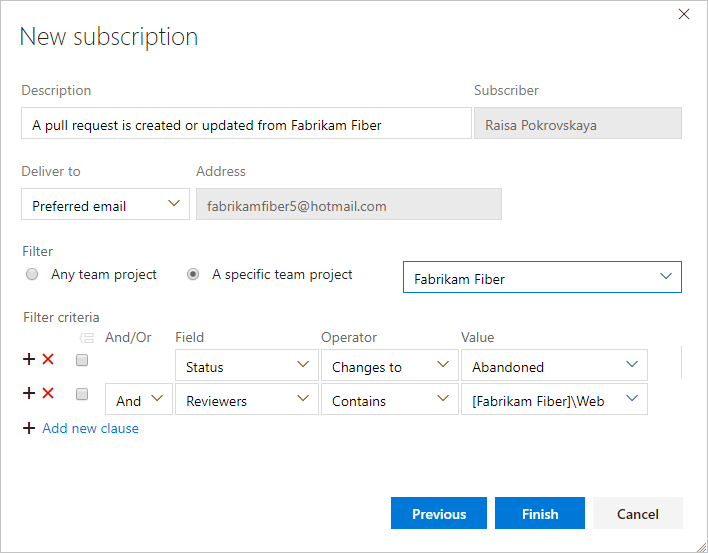 New subscription
Description Subscriber
A pull request is created or updated from Fabrikam Fiber Raisa Pokrovskaya
Deliver to Address
Preferred email fabrikamfiber5@hotmail.com
Filter
Any team project A specific team project Fabrikam Fiber
Filter criteria
And/Or Field Operator Value
Status Changes to Abandoned
And Reviewers Contains [Fabrikam Fiber]\Web
Add new clause
Previous Finish Cancel